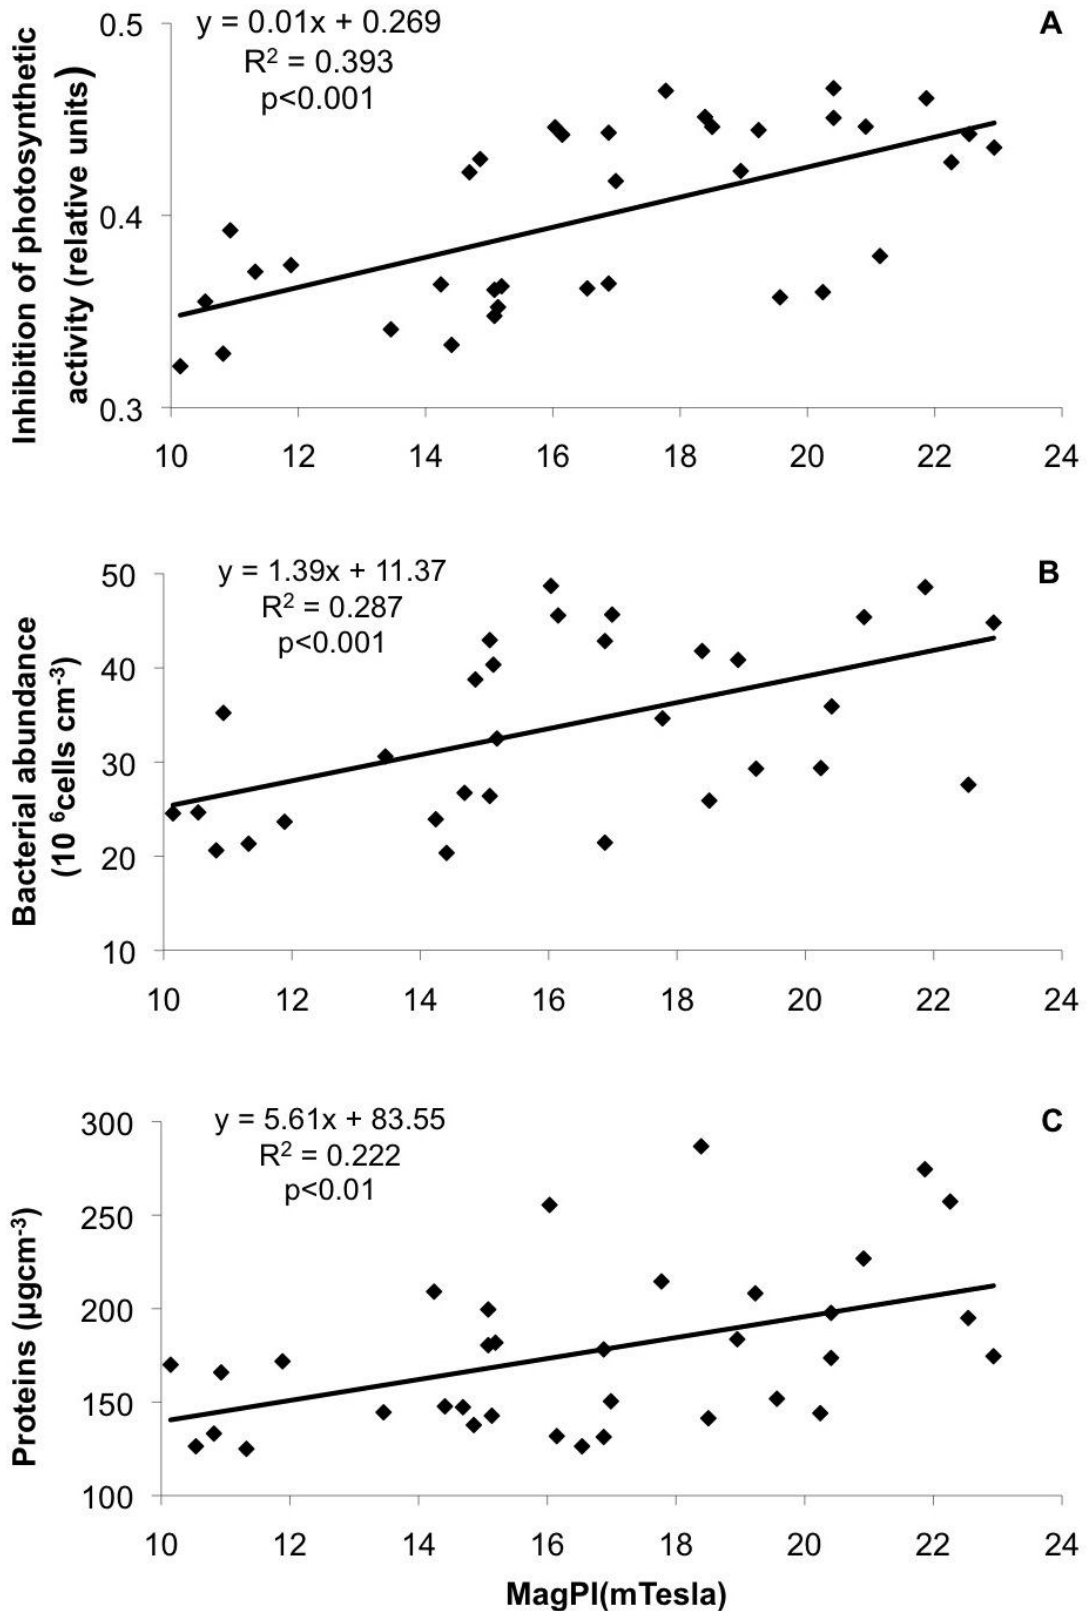 y = 0.01x + 0.269
R² = 0.393
p<0.001
A
Inhibition of photosynthetic
activity (relative units)
0.5
0.4
0.3
10 12 14 16 18 20 22 24
y = 1.39x + 11.37
R² = 0.287
p<0.001
B
Bacterial abundance
(10 ⁶cells cm⁻³)
50
40
30
20
10
10 12 14 16 18 20 22 24
y = 5.61x + 83.55
R² = 0.222
p<0.01
C
Proteins (µgcm⁻³)
300
250
200
150
100
10 12 14 16 18 20 22 24
MagPI(mTesla)